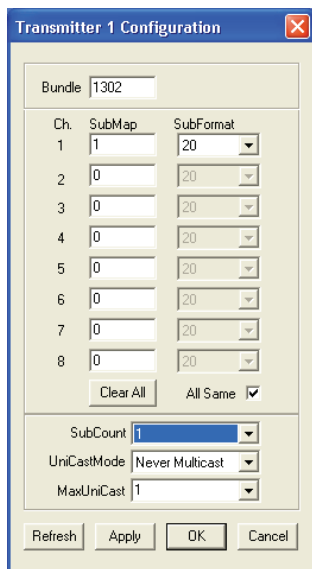 Transmitter 1 Configuration
Bundle 1302
Ch. SubMap SubFormat
1 1 20
2 0 20
3 0 20
4 0 20
5 0 20
6 0 20
7 0 20
8 0 20
Clear All All Same
SubCount 1
UniCastMode Never Multicast
MaxUniCast 1
Refresh Apply OK Cancel